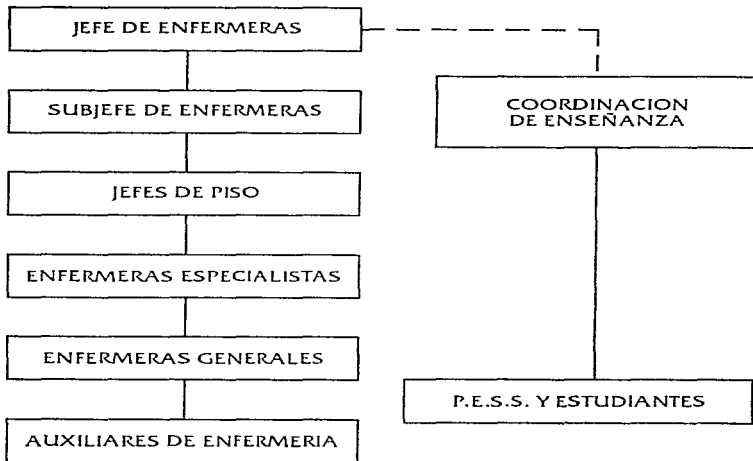 JEFE DE ENFERMERAS
SUBJEFE DE ENFERMERAS
JEFES DE PISO
ENFERMERAS ESPECIALISTAS
ENFERMERAS GENERALES
AUXILIARES DE ENFERMERIA
COORDINACION
DE ENSEÑANZA
P.E.S.S. Y ESTUDIANTES